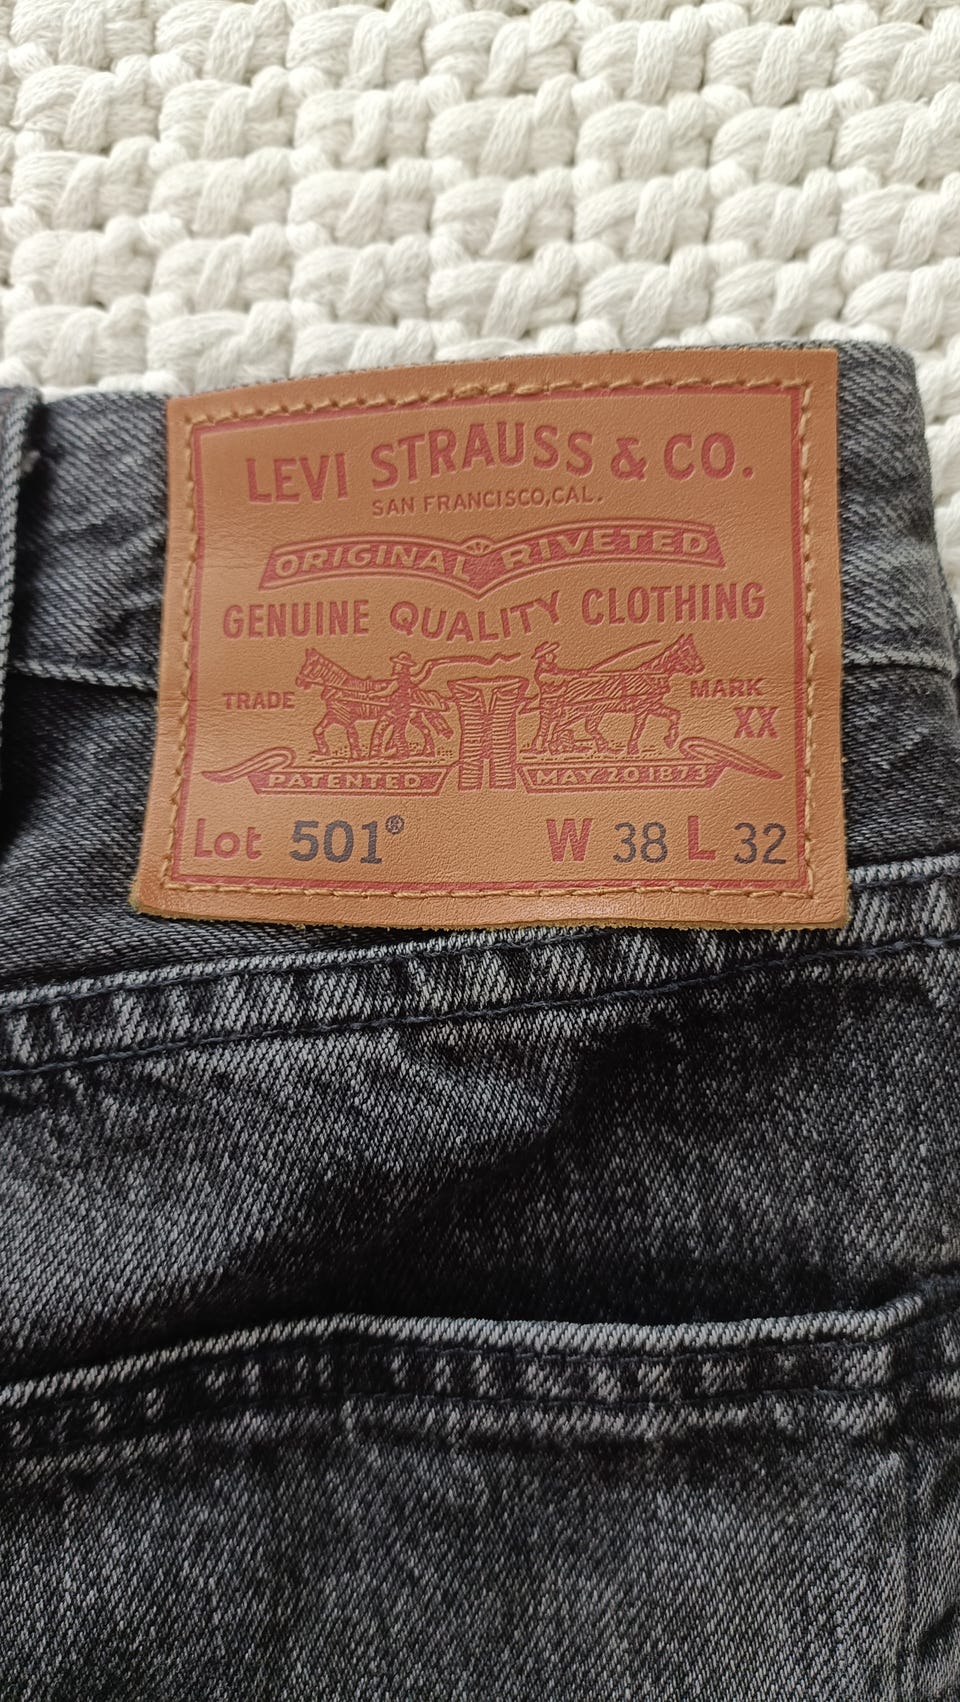 LEVI STRAUSS & CO.
SAN FRANCISCO, CAL.
ORIGINAL RIVETED
GENUINE QUALITY CLOTHING
TRADE MARK
XX
PATENTED MAY 20 1873
Lot 501® W 38 L 32